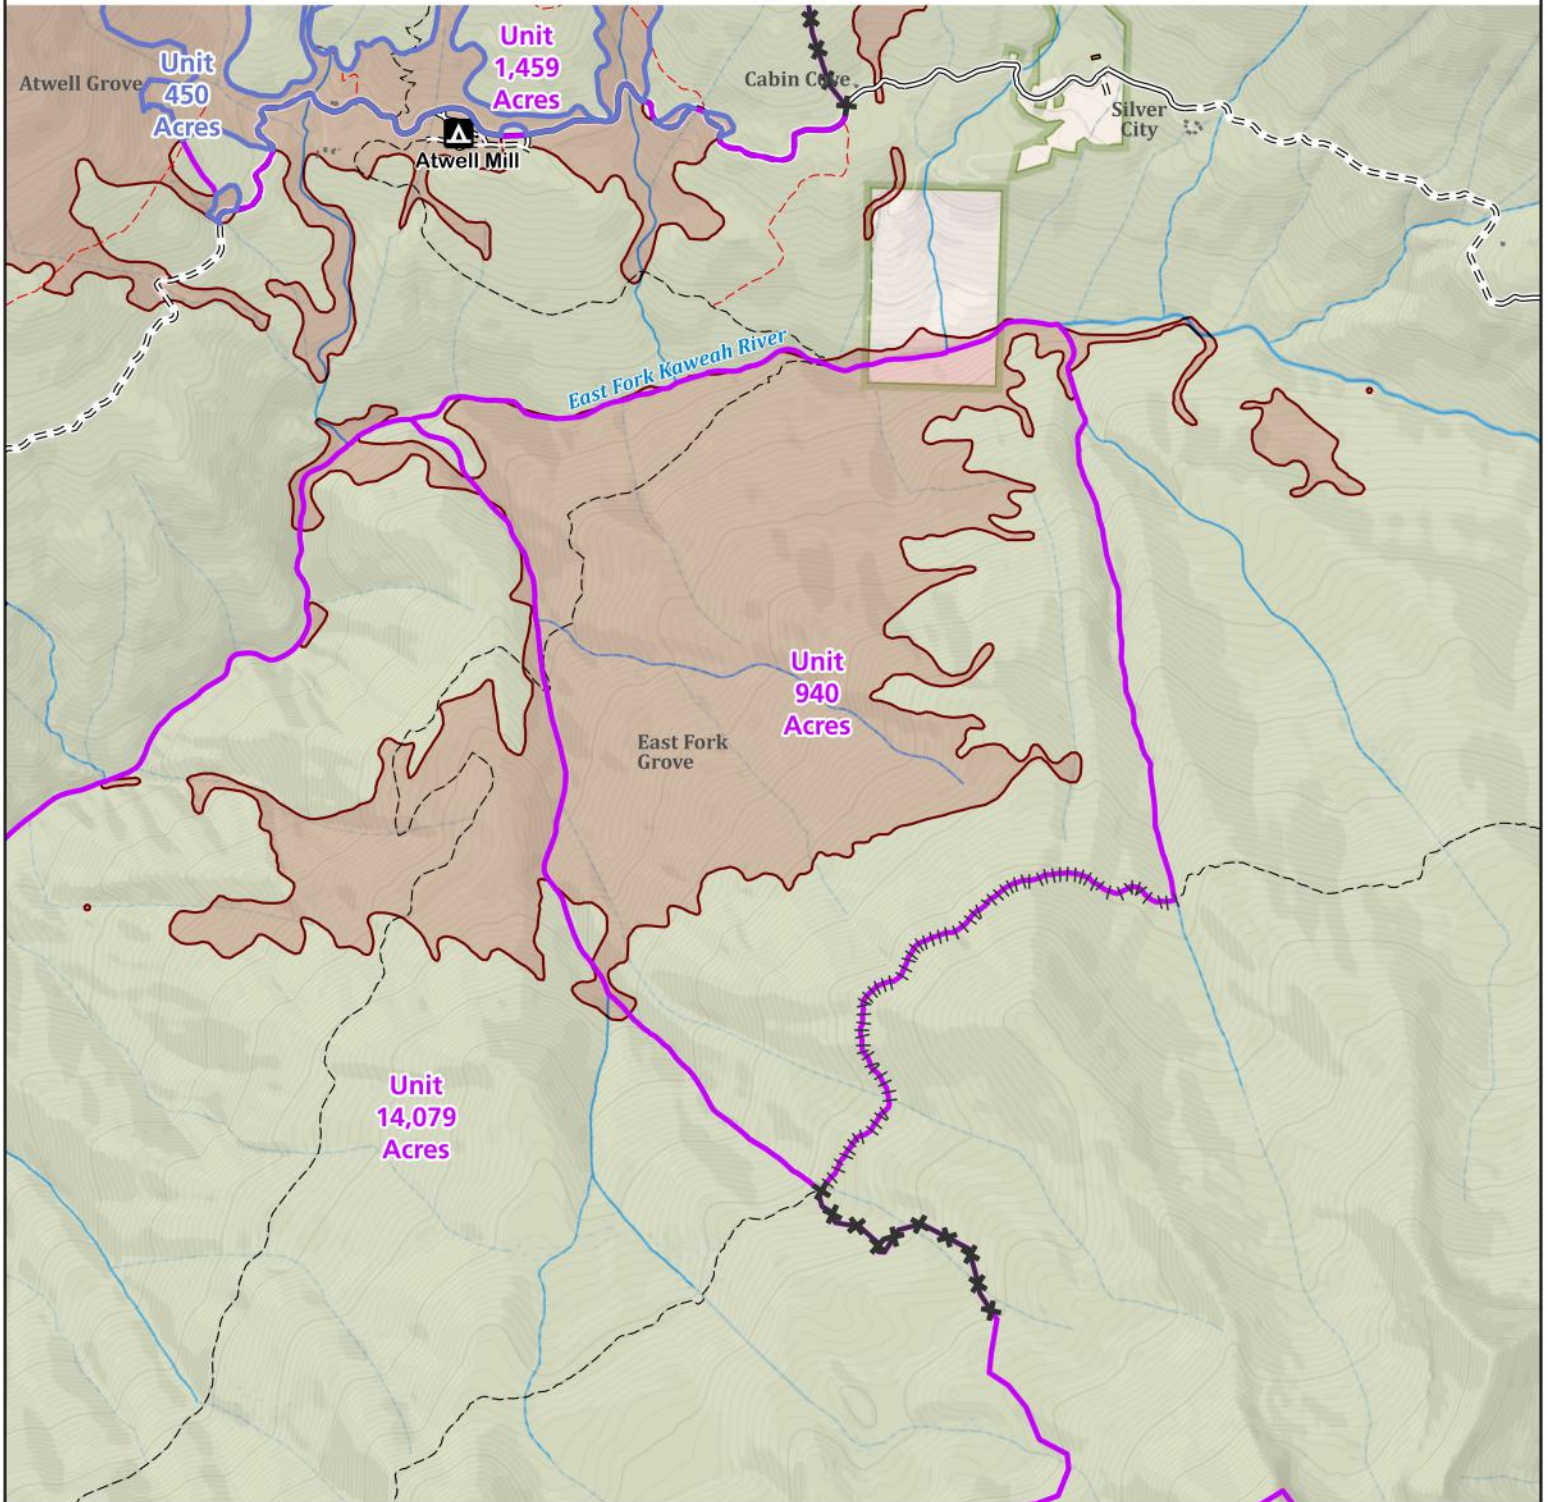 Unit
1,459
Acres
Atwell Grove
Unit
450
Acres
Cabin Cove
Silver
City
Atwell Mill
East Fork Kaweah River
Unit
940
Acres
East Fork
Grove
Unit
14,079
Acres